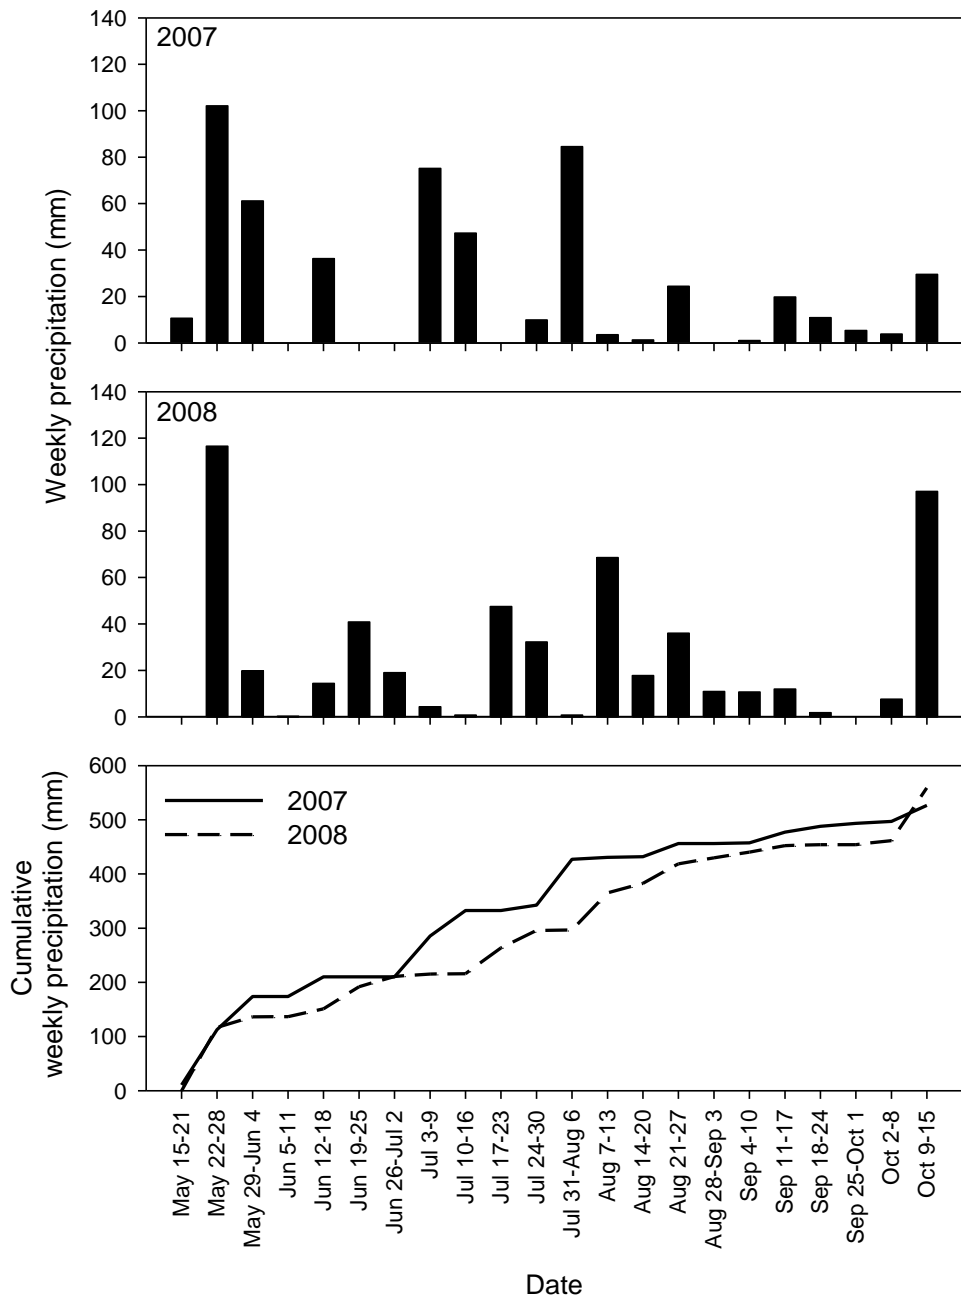 140
2007
120
100
80
60
40
20
0
Weekly precipitation (mm)
140
2008
120
100
80
60
40
20
0
600
500
400
300
200
100
0
2007
2008
Cumulative
weekly precipitation (mm)
May 15-21
May 22-28
May 29-Jun 4
Jun 5-11
Jun 12-18
Jun 19-25
Jun 26-Jul 2
Jul 3-9
Jul 10-16
Jul 17-23
Jul 24-30
Jul 31-Aug 6
Aug 7-13
Aug 14-20
Aug 21-27
Aug 28-Sep 3
Sep 4-10
Sep 11-17
Sep 18-24
Sep 25-Oct 1
Oct 2-8
Oct 9-15
Date